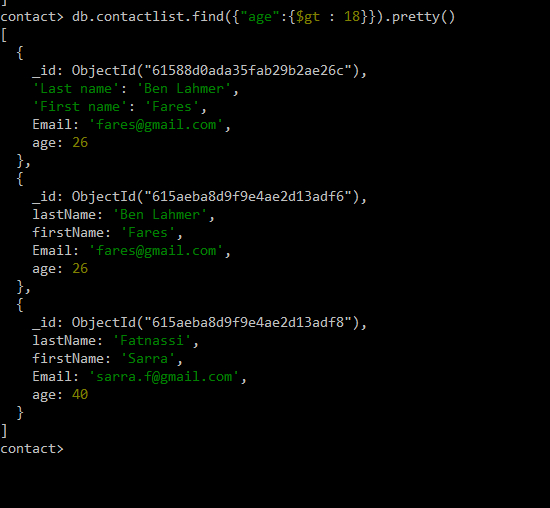 ]
contact> db.contactlist.find({"age":{$gt : 18}}).pretty()
[
  {
    _id: ObjectId("61588d0ada35fab29b2ae26c"),
    'Last name': 'Ben Lahmer',
    'First name': 'Fares',
    Email: 'fares@gmail.com',
    age: 26
  },
  {
    _id: ObjectId("615aeba8d9f9e4ae2d13adf6"),
    lastName: 'Ben Lahmer',
    firstName: 'Fares',
    Email: 'fares@gmail.com',
    age: 26
  },
  {
    _id: ObjectId("615aeba8d9f9e4ae2d13adf8"),
    lastName: 'Fatnassi',
    firstName: 'Sarra',
    Email: 'sarra.f@gmail.com',
    age: 40
  }
]
contact>